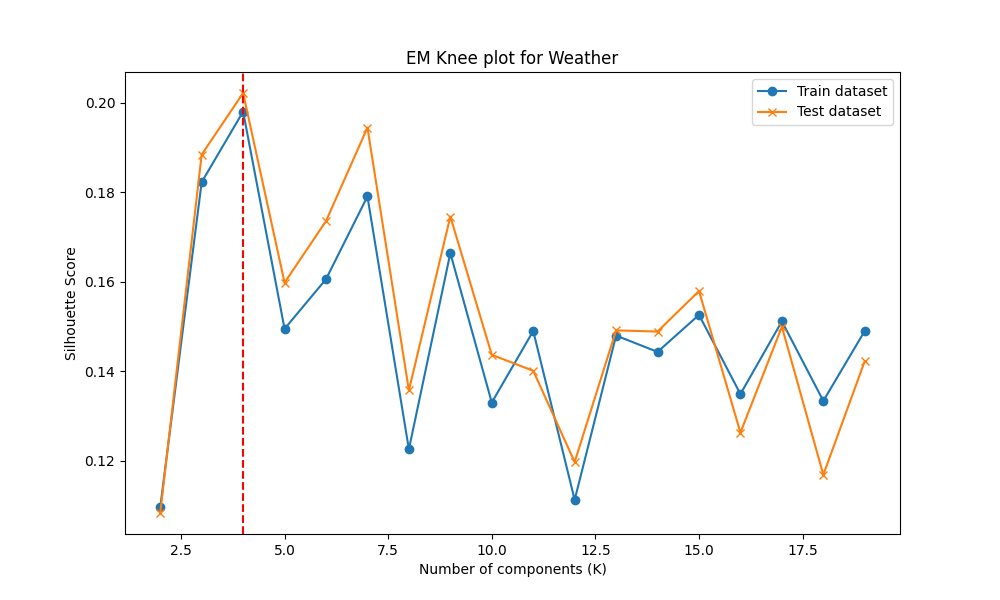 EM Knee plot for Weather
Train dataset
Test dataset
0.20
0.18
0.16
0.14
0.12
Silhouette Score
2.5
5.0
7.5
10.0
12.5
15.0
17.5
Number of components (K)